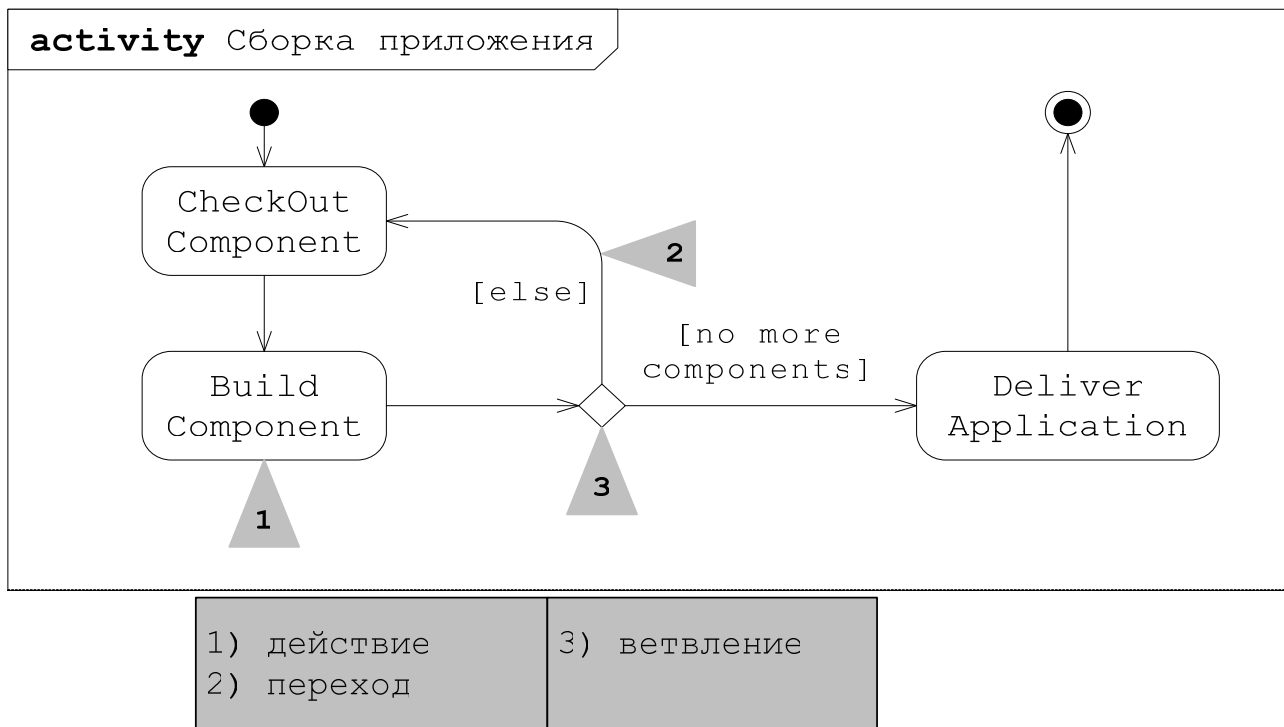 activity Сборка приложения
CheckOut
Component
2
[else]
[no more
components]
Build
Component
Deliver
Application
3
1
1) действие
2) переход
3) ветвление